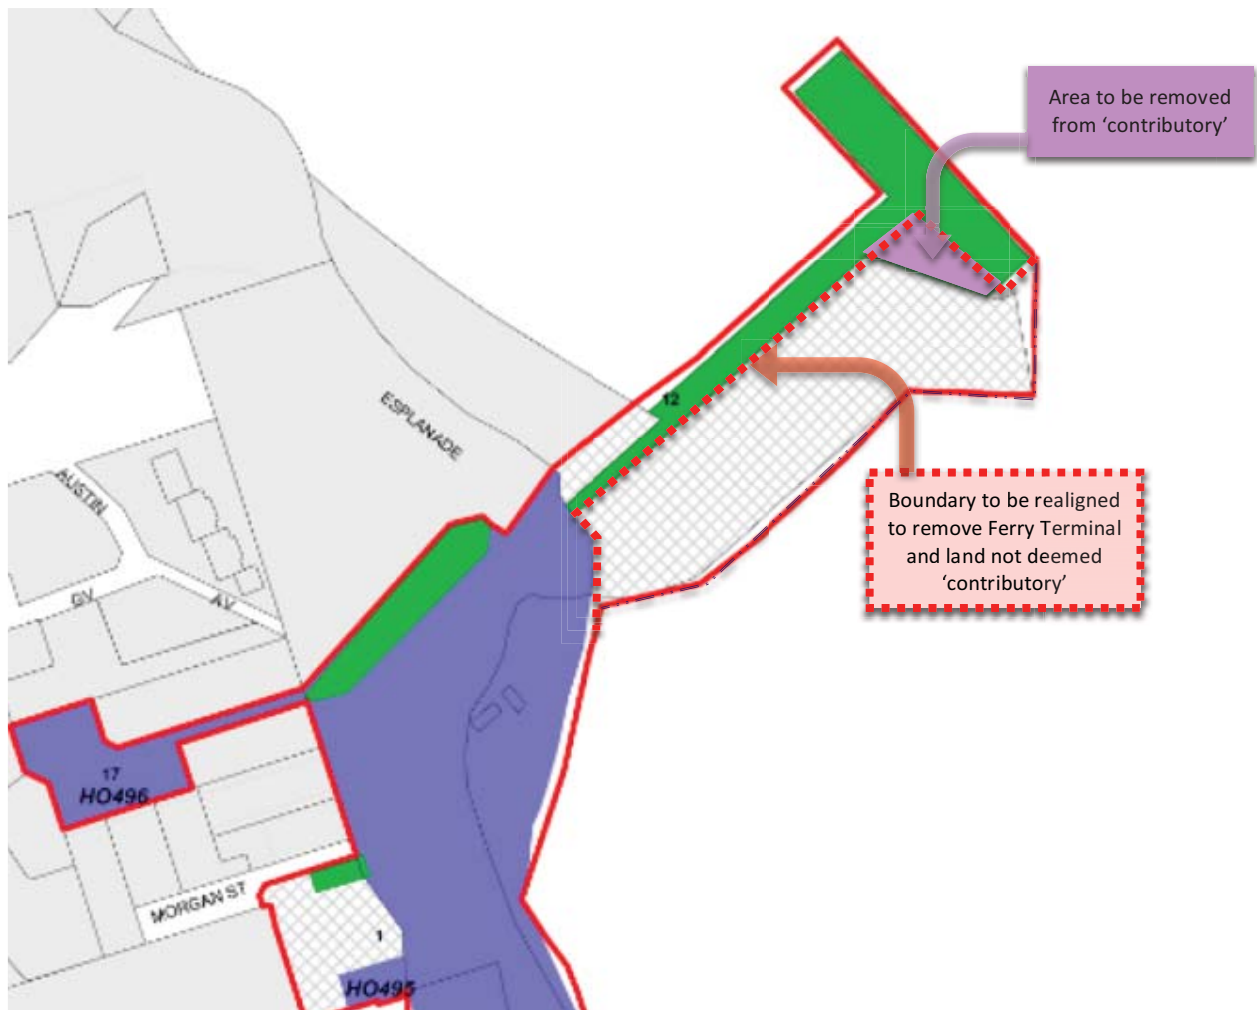 Area to be removed
from ‘contributory’
12
ESPLANADE
Boundary to be realigned
to remove Ferry Terminal
and land not deemed
‘contributory’
AUSTIN
GV
AV
17
HO496
MORGAN ST
1
HO495